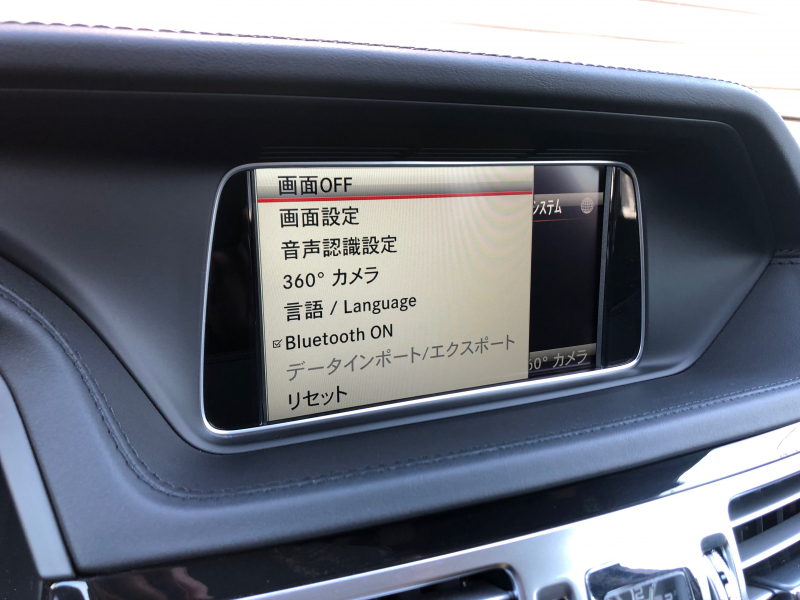 画面OFF
画面設定
音声認識設定
360° カメラ
言語 / Language
Bluetooth ON
データインポート/エクスポート
リセット
システム
60° カメラ
12